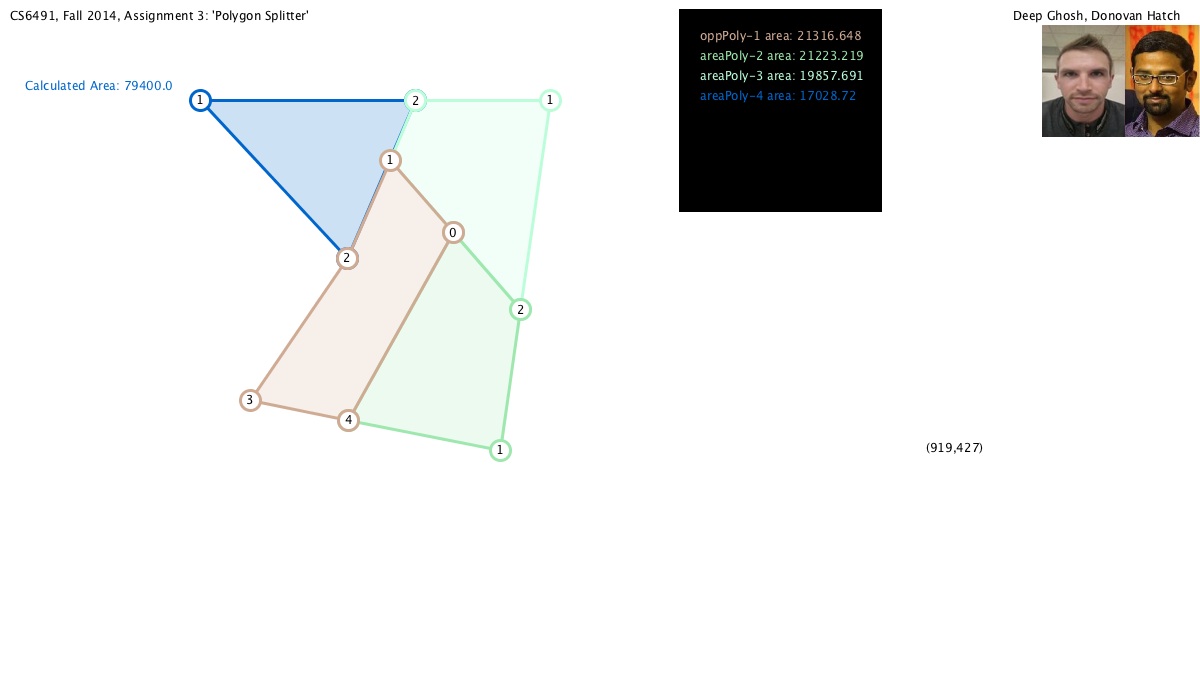 CS6491, Fall 2014, Assignment 3: 'Polygon Splitter'
Deep Ghosh, Donovan Hatch
oppPoly-1 area: 21316.648
areaPoly-2 area: 21223.219
areaPoly-3 area: 19857.691
areaPoly-4 area: 17028.72
Calculated Area: 79400.0
1
2
1
1
0
2
2
3
4
1
(919,427)